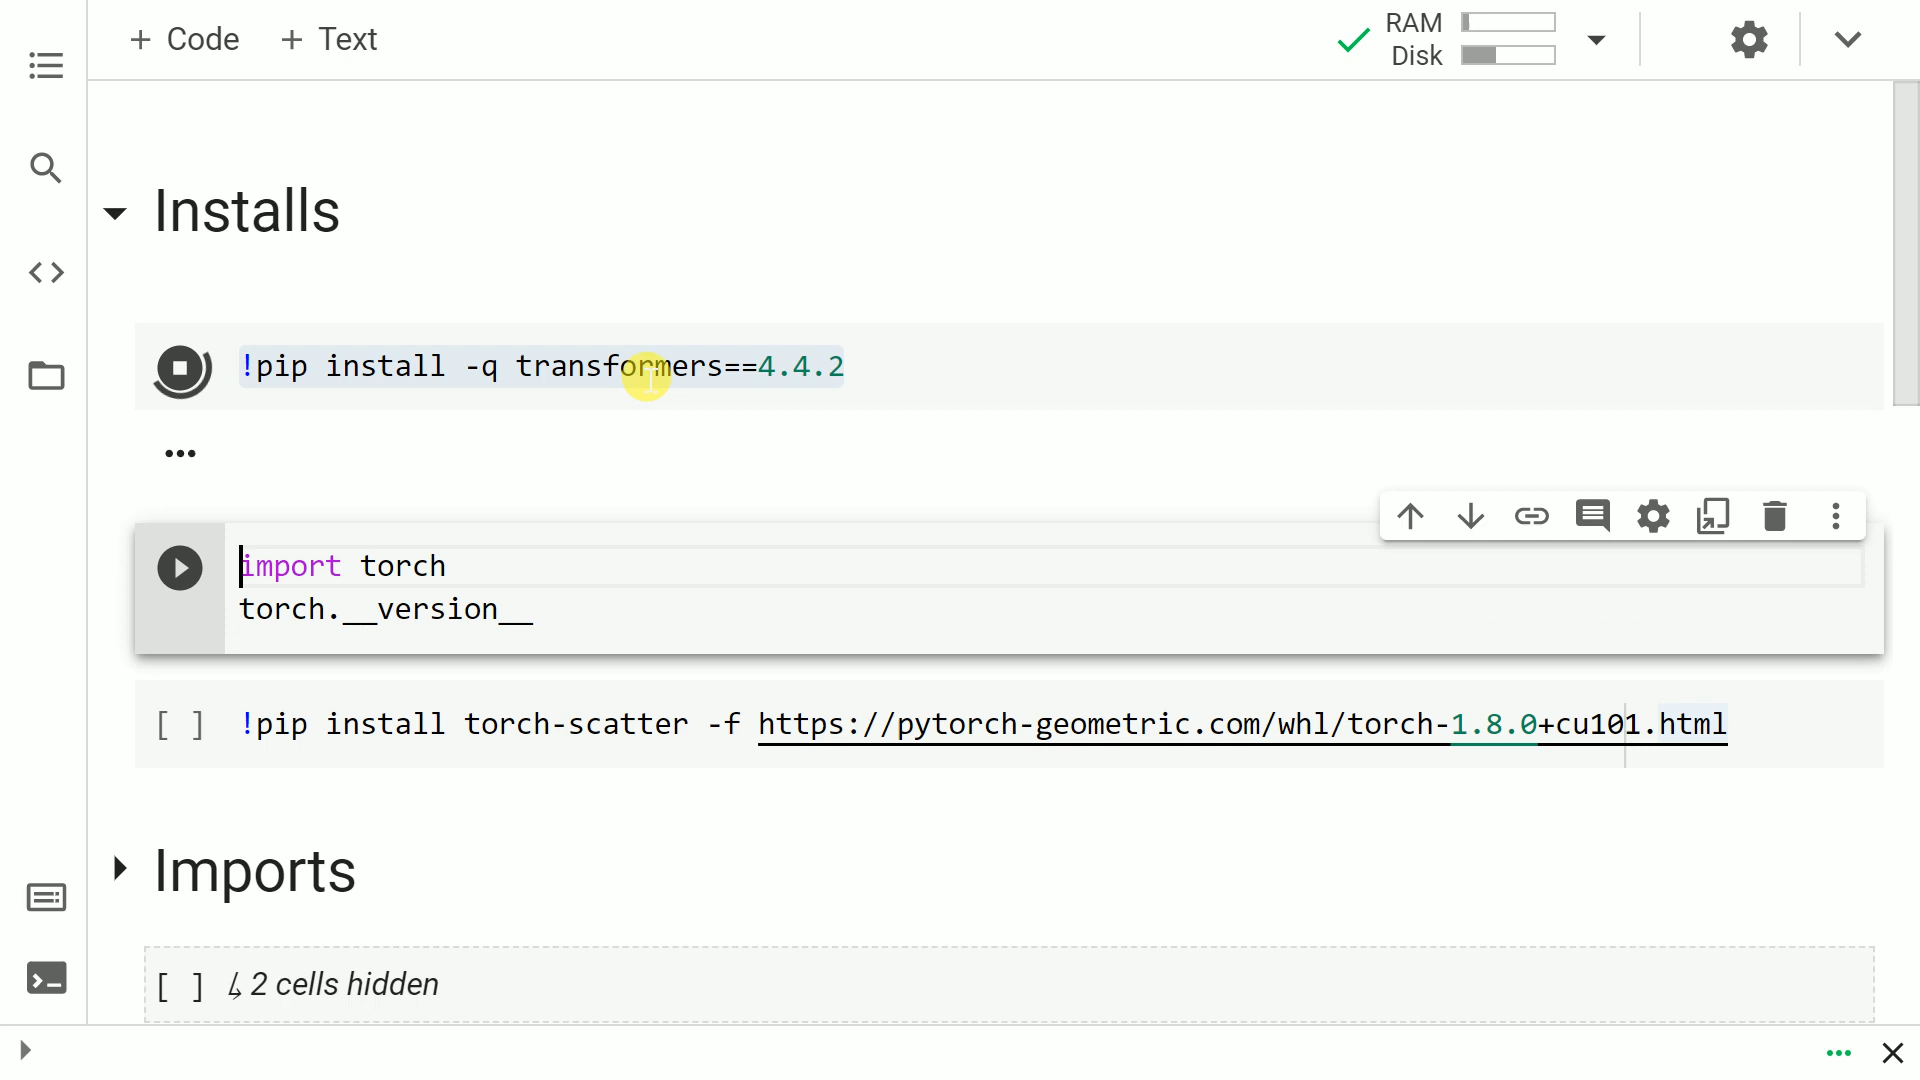 + Code + Text
RAM
Disk
Installs
!pip install -q transformers==4.4.2
import torch
torch.__version__
[ ] !pip install torch-scatter -f https://pytorch-geometric.com/whl/torch-1.8.0+cu101.html
Imports
[ ] ↳ 2 cells hidden